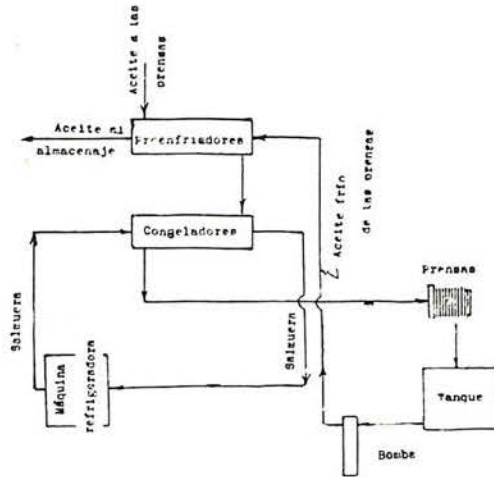 Aceite a las
prensas
Aceite al
almacenaje
Preenfriadores
Aceite frío
de las prensas
Congeladores
Prensas
Salmuera
Salmuera
Máquina
refrigeradora
Tanque
Bomba